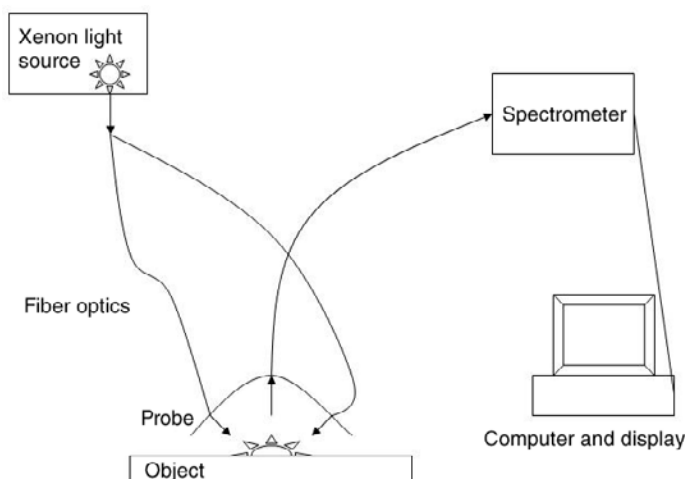 Xenon light
source
Spectrometer
Fiber optics
Probe
Computer and display
Object